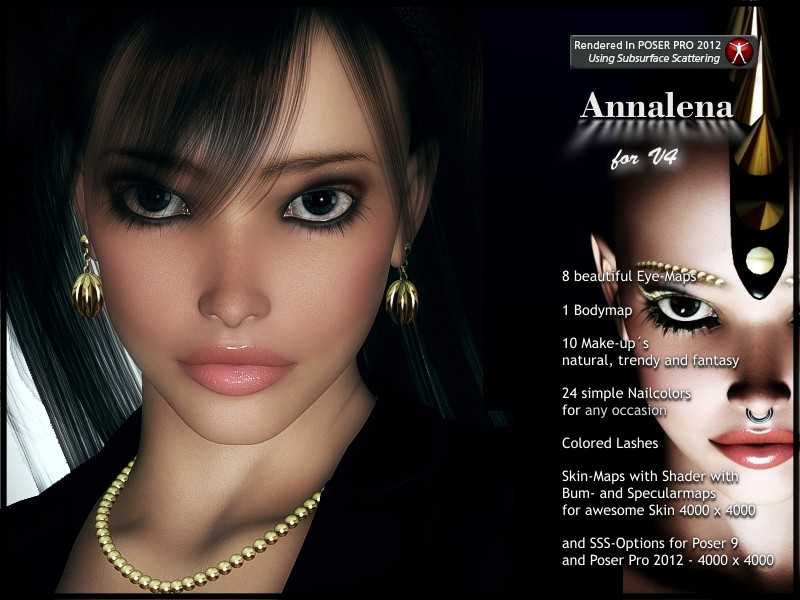 Rendered In POSER PRO 2012
Using Subsurface Scattering
Annalena
for V4
8 beautiful Eye-Maps
1 Bodymap
10 Make-up´s
natural, trendy and fantasy
24 simple Nailcolors
for any occasion
Colored Lashes
Skin-Maps with Shader with
Bum- and Specularmaps
for awesome Skin 4000 x 4000
and SSS-Options for Poser 9
and Poser Pro 2012 - 4000 x 4000